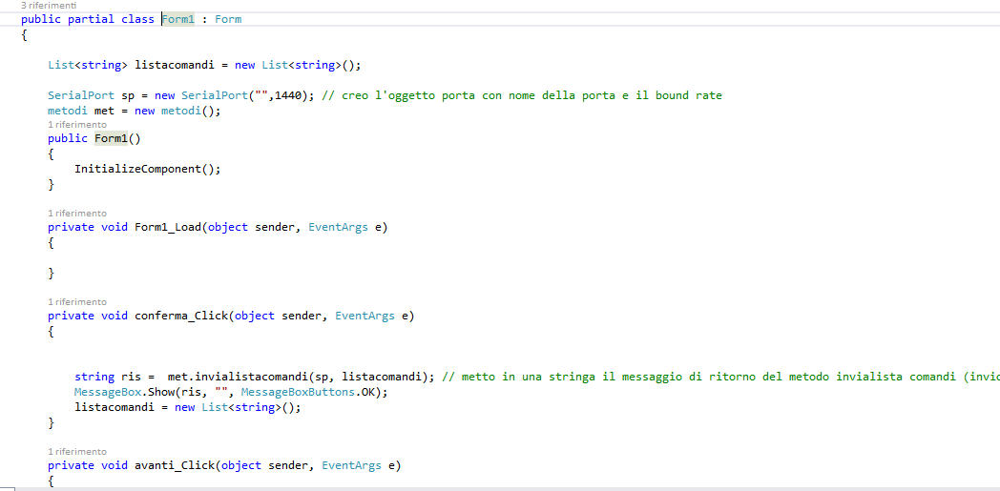 3 riferimenti
public partial class Form1 : Form
{
List<string> listacomandi = new List<string>();
SerialPort sp = new SerialPort("",1440); // creo l'oggetto porta con nome della porta e il bound rate
metodi met = new metodi();
1 riferimento
public Form1()
{
InitializeComponent();
}
1 riferimento
private void Form1_Load(object sender, EventArgs e)
{
}
1 riferimento
private void conferma_Click(object sender, EventArgs e)
{
string ris = met.invialistacomandi(sp, listacomandi); // metto in una stringa il messaggio di ritorno del metodo invialista comandi
MessageBox.Show(ris, "", MessageBoxButtons.OK);
listacomandi = new List<string>();
}
1 riferimento
private void avanti_Click(object sender, EventArgs e)
{